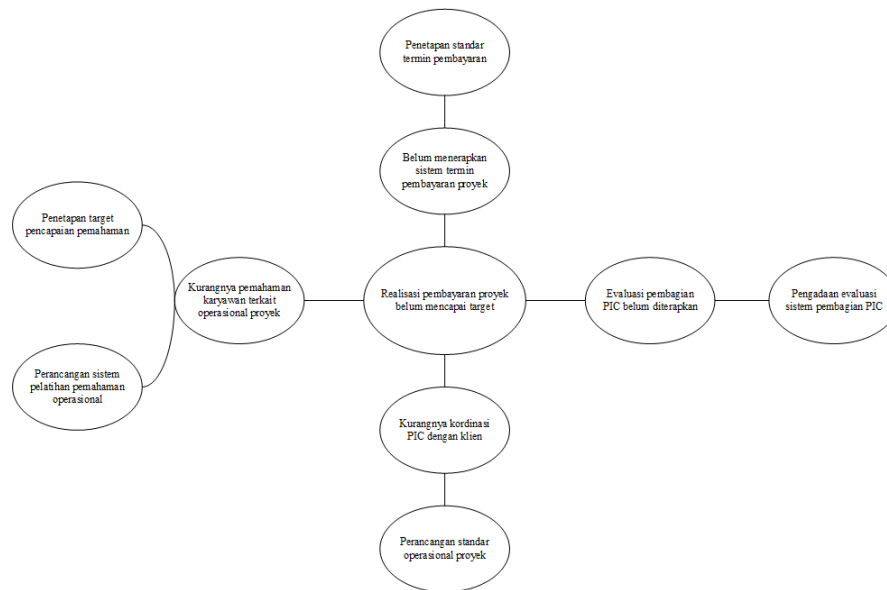 Penetapan standar
termin pembayaran
Belum menerapkan
sistem termin
pembayaran proyek
Penetapan target
pencapaian pemahaman
Kurangnya pemahaman
karyawan terkait
operasional proyek
Perancangan sistem
pelatihan pemahaman
operasional
Realisasi pembayaran proyek
belum mencapai target
Evaluasi pembagian
PIC belum diterapkan
Pengadaan evaluasi
sistem pembagian PIC
Kurangnya kordinasi
PIC dengan klien
Perancangan standar
operasional proyek